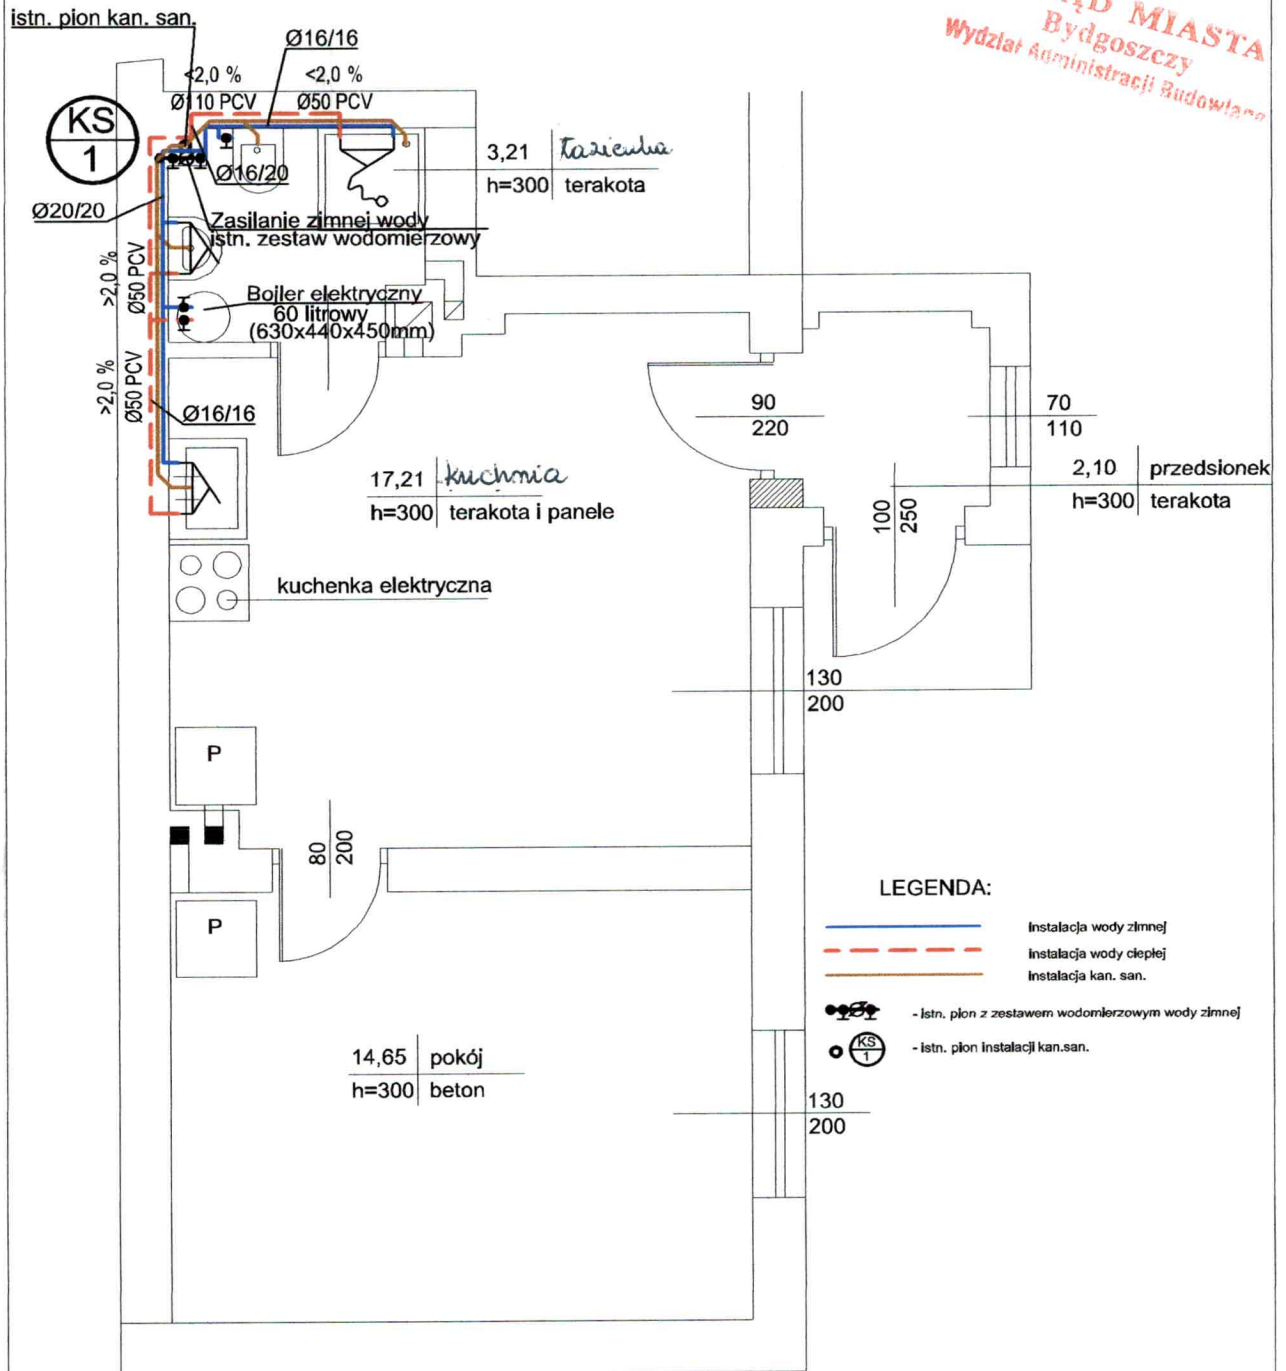 istn. pion kan. san.
MIASTA
Bydgoszczy
Wydział Administracji
Ø16/16
<2,0 %
<2,0 %
Ø110 PCV
Ø50 PCV
KS
1
3,21 łazienka
h=300 terakota
Ø16/20
Ø20/20
Zasilanie zimnej wody
istn. zestaw wodomierzowy
>2,0 %
Ø50 PCV
Bojler elektryczny
60 litrowy
(630x440x450mm)
>2,0 %
Ø50 PCV
Ø16/16
90
220
70
110
17,21 kuchnia
h=300 terakota i panele
2,10 przedsionek
h=300 terakota
100
250
kuchenka elektryczna
130
200
P
80
200
P
LEGENDA:
Instalacja wody zimnej
Instalacja wody ciepłej
Instalacja kan. san.
- istn. pion z zestawem wodomierzowym wody zimnej
KS
1
- istn. pion instalacji kan.san.
14,65 pokój
h=300 beton
130
200